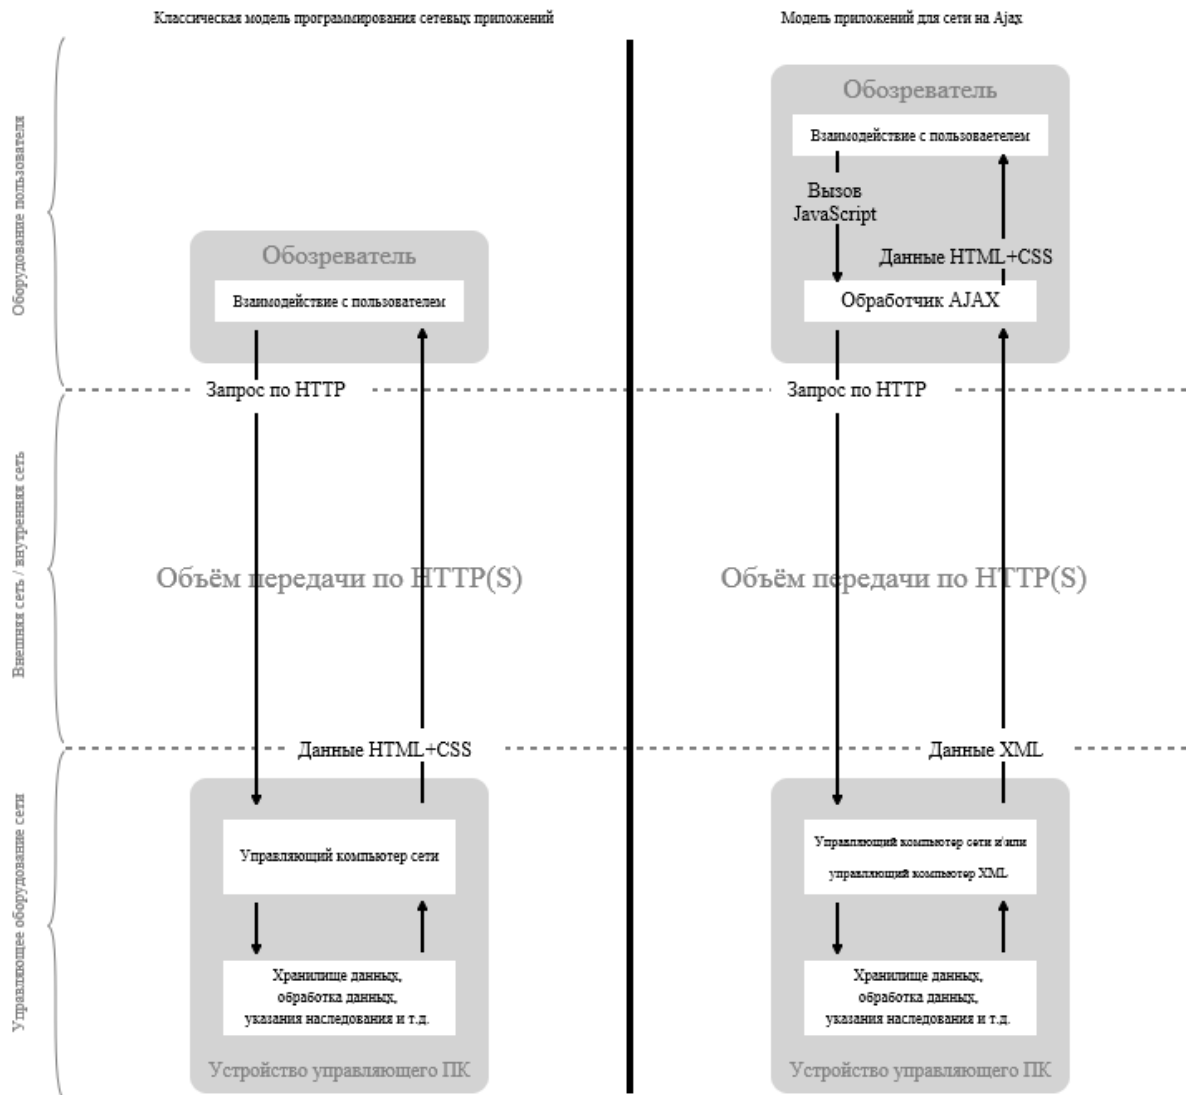 Классическая модель программирования сетевых приложений
Модель приложений для сети на Ajax
Оборудование пользователя
Обозреватель
Взаимодействие с пользователем
Обозреватель
Взаимодействие с пользоваетелем
Вызов
JavaScript
Данные HTML+CSS
Обработчик AJAX
Запрос по HTTP
Запрос по HTTP
Внешняя сеть / внутренняя сеть
Объём передачи по HTTP(S)
Объём передачи по HTTP(S)
Данные HTML+CSS
Данные XML
Управляющее оборудование сети
Управляющий компьютер сети
Хранилище данных,
обработка данных,
указания наследования и т.д.
Устройство управляющего ПК
Управляющий компьютер сети и/или
управляющий компьютер XML
Хранилище данных,
обработка данных,
указания наследования и т.д.
Устройство управляющего ПК